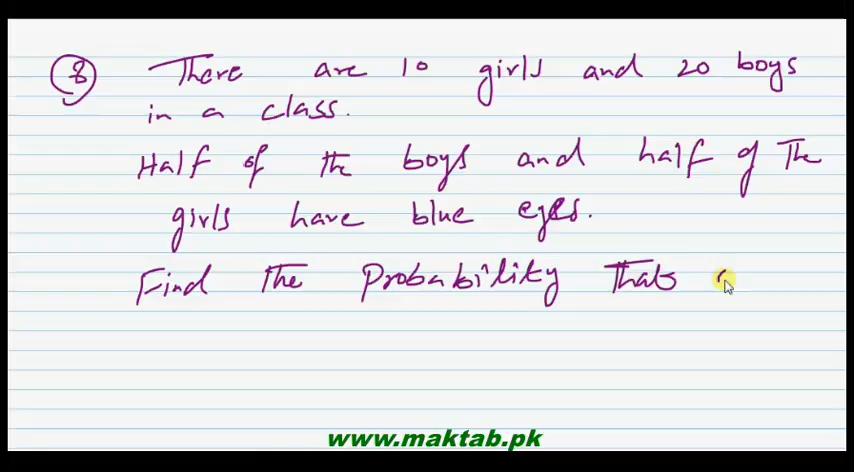 8 There are 10 girls and 20 boys
in a class.
Half of the boys and half of The
girls have blue eyes.
Find the Probability Thats
www.maktab.pk